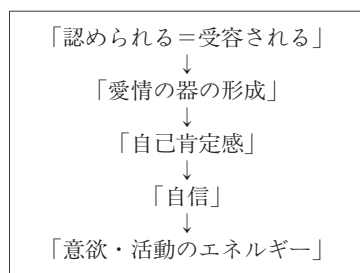 「認められる＝受容される」
↓
「愛情の器の形成」
↓
「自己肯定感」
↓
「自信」
↓
「意欲・活動のエネルギー」